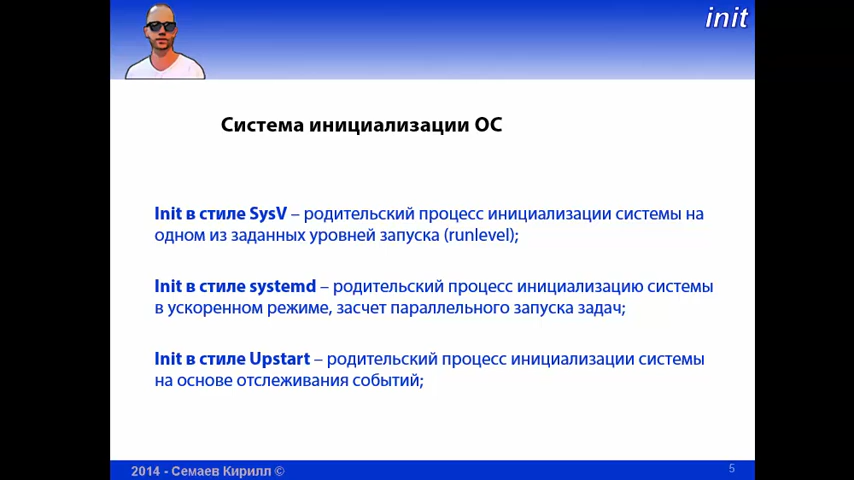 init
Система инициализации ОС
Init в стиле SysV – родительский процесс инициализации системы на
одном из заданных уровней запуска (runlevel);
Init в стиле systemd – родительский процесс инициализацию системы
в ускоренном режиме, засчет параллельного запуска задач;
Init в стиле Upstart – родительский процесс инициализации системы
на основе отслеживания событий;
2014 - Семаев Кирилл ©
5